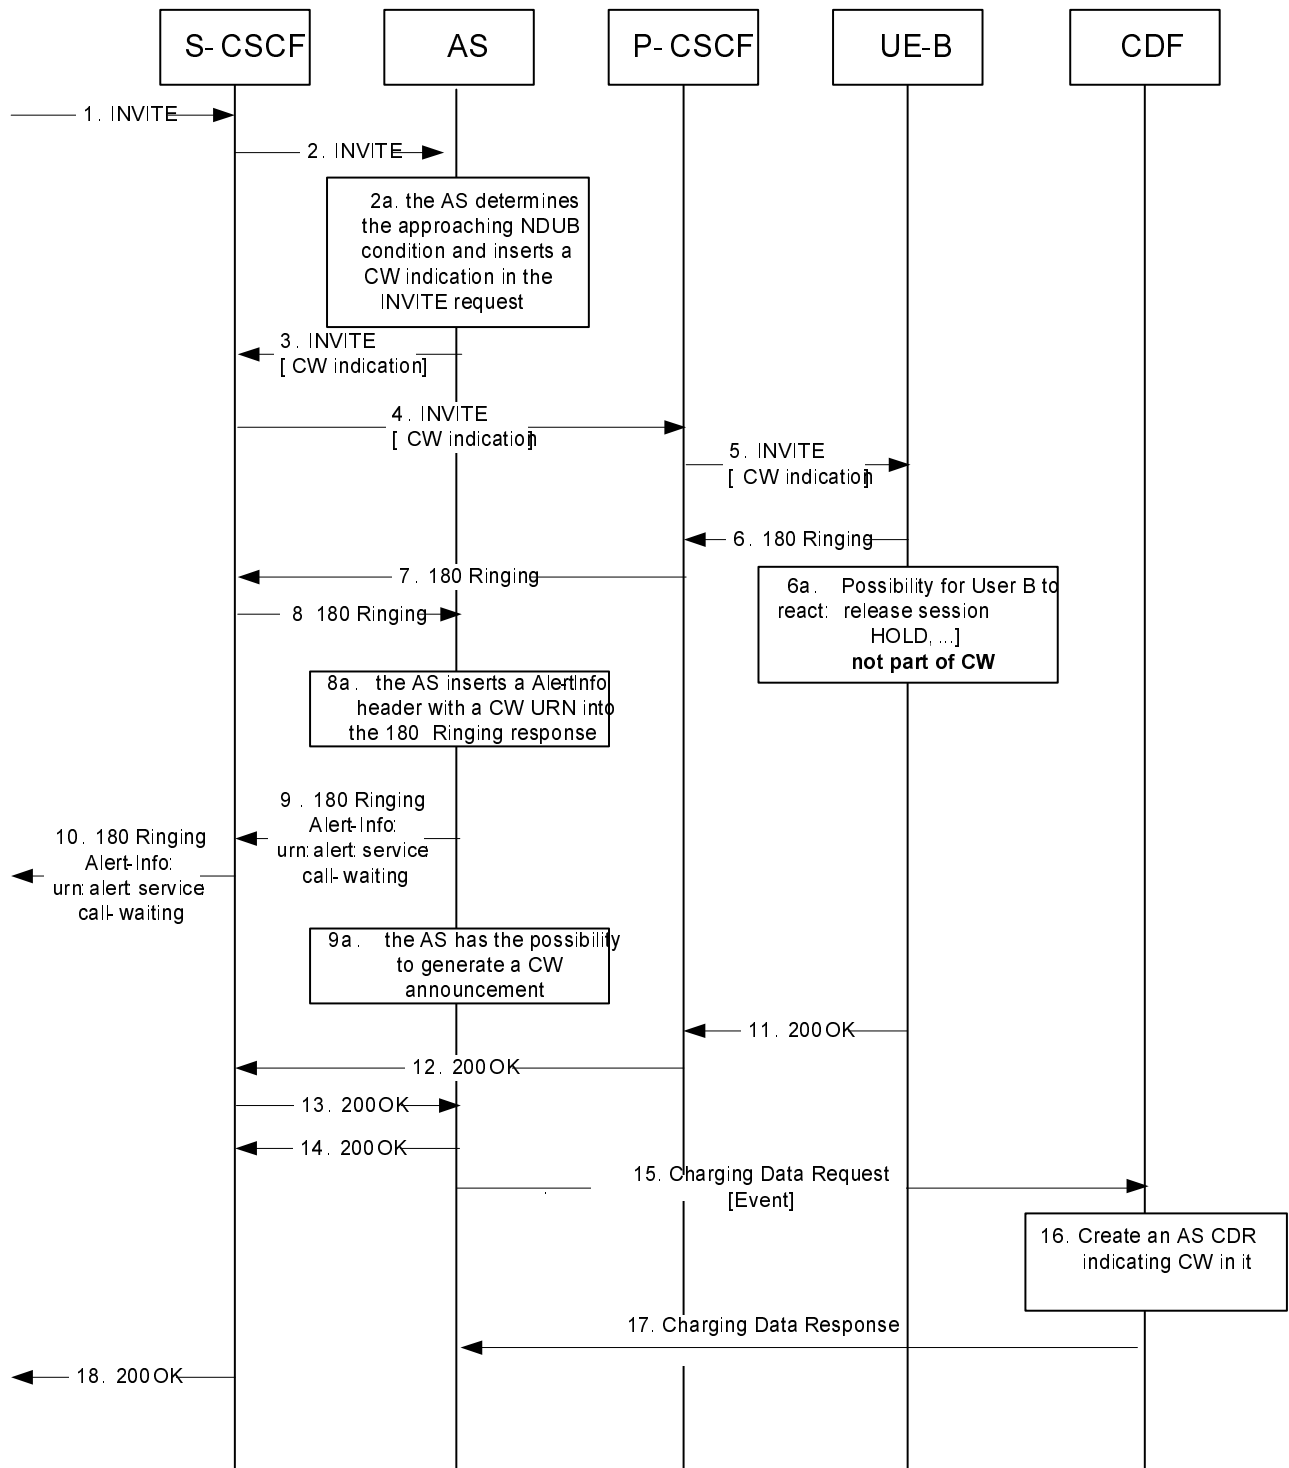 S- CSCF
AS
P- CSCF
UE-B
CDF
1. INVITE
2. INVITE
2a. the AS determines
the approaching NDUB
condition and inserts a
CW indication in the
INVITE request
3. INVITE
[ CW indication]
4. INVITE
[ CW indication]
5. INVITE
[ CW indication]
6. 180 Ringing
7. 180 Ringing
6a. Possibility for User B to
react: release session
HOLD, ...]
not part of CW
8 180 Ringing
8a. the AS inserts a Alert-Info
header with a CW URN into
the 180 Ringing response
9. 180 Ringing
Alert-Info:
urn:alert: service
call-waiting
10. 180 Ringing
Alert-Info:
urn:alert: service
call-waiting
9a. the AS has the possibility
to generate a CW
announcement
11. 200 OK
12. 200 OK
13. 200 OK
14. 200 OK
15. Charging Data Request
[Event]
16. Create an AS CDR
indicating CW in it
17. Charging Data Response
18. 200 OK